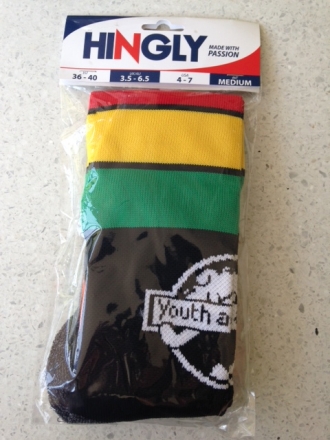 HINGLY
MADE WITH
PASSION
36 - 40
3.5 - 6.5
4 - 7
MEDIUM
Youth a